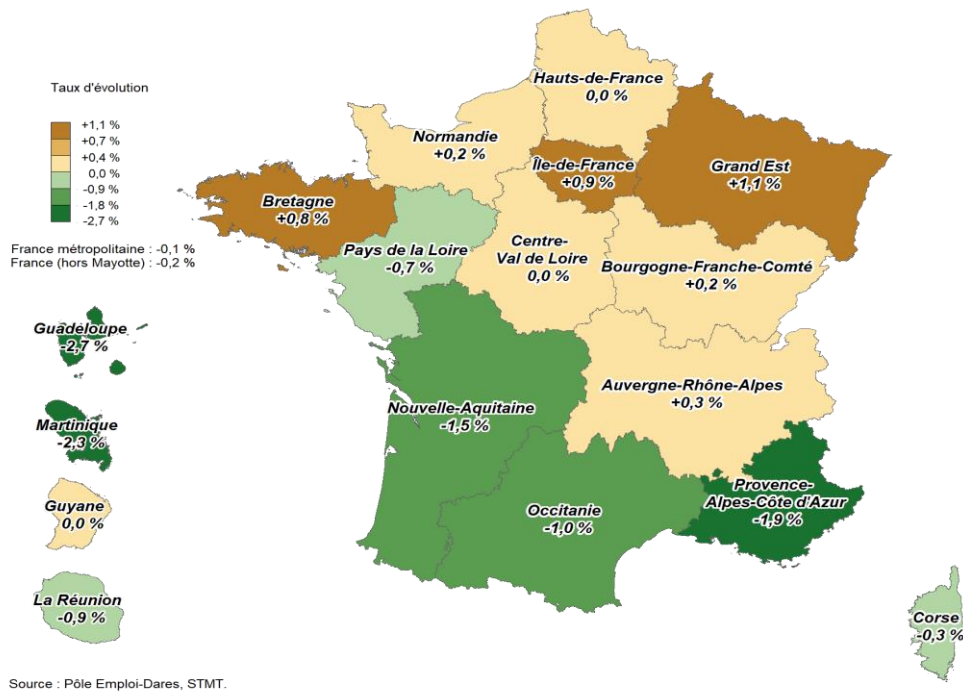 Taux d'évolution
+1,1 %
+0,7 %
+0,4 %
0,0 %
-0,9 %
-1,8 %
-2,7 %
France métropolitaine : -0,1 %
France (hors Mayotte) : -0,2 %
Hauts-de-France
0,0 %
Normandie
+0,2 %
Île-de-France
+0,9 %
Grand Est
+1,1 %
Bretagne
+0,8 %
Pays de la Loire
-0,7 %
Centre-
Val de Loire
0,0 %
Bourgogne-Franche-Comté
+0,2 %
Guadeloupe
-2,7 %
Auvergne-Rhône-Alpes
+0,3 %
Nouvelle-Aquitaine
-1,5 %
Martinique
-2,3 %
Provence-
Alpes-Côte d'Azur
-1,9 %
Guyane
0,0 %
Occitanie
-1,0 %
La Réunion
-0,9 %
Corse
-0,3 %
Source : Pôle Emploi-Dares, STMT.